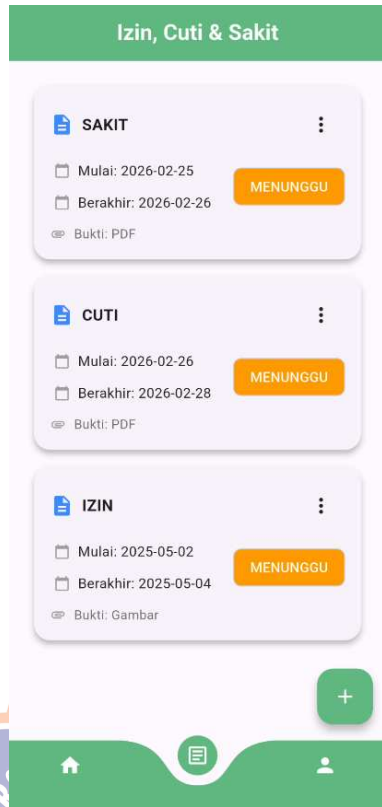 Izin, Cuti & Sakit
SAKIT
Mulai: 2026-02-25
Berakhir: 2026-02-26
MENUNGGU
Bukti: PDF
CUTI
Mulai: 2026-02-26
Berakhir: 2026-02-28
MENUNGGU
Bukti: PDF
IZIN
Mulai: 2025-05-02
Berakhir: 2025-05-04
MENUNGGU
Bukti: Gambar
+